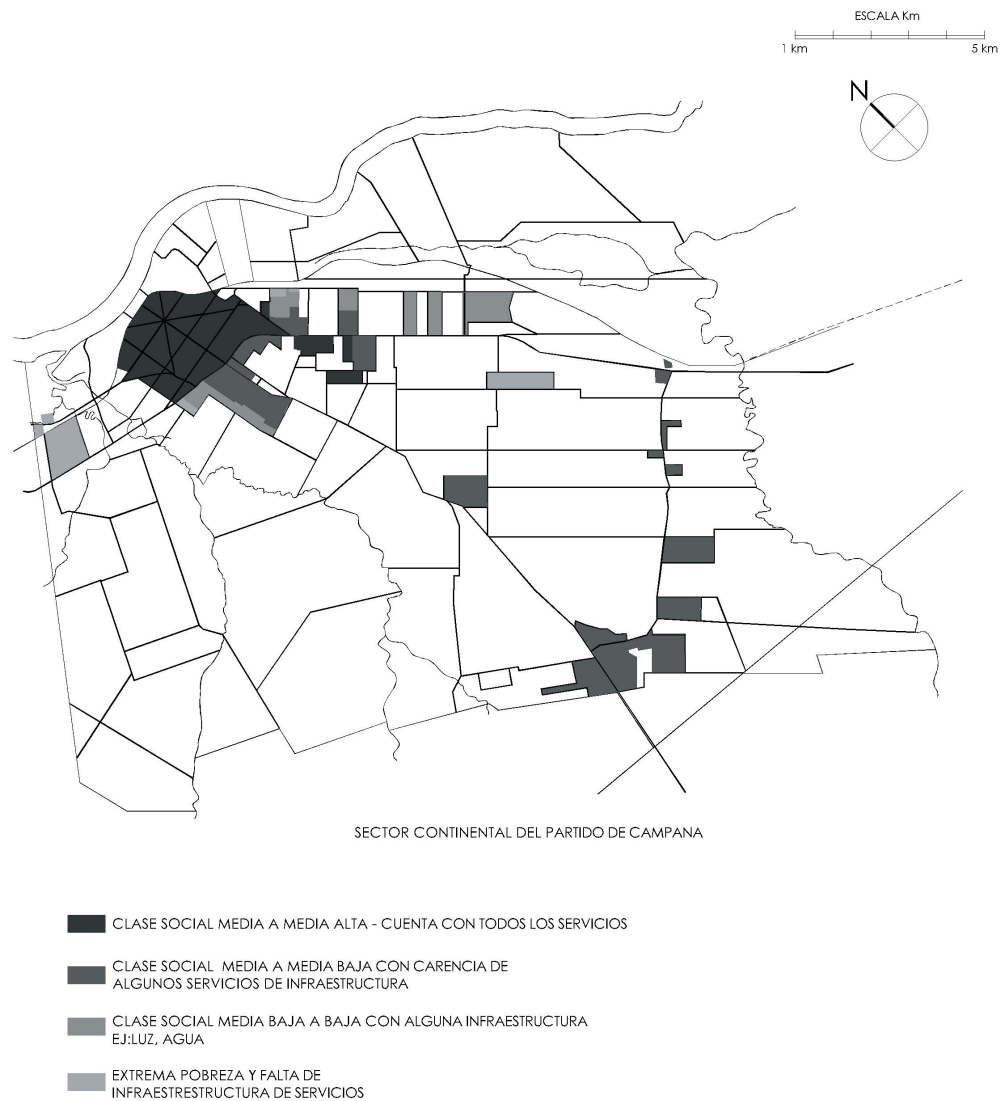 ESCALA Km
1 km 5 km
N
SECTOR CONTINENTAL DEL PARTIDO DE CAMPANA
CLASE SOCIAL MEDIA A MEDIA ALTA - CUENTA CON TODOS LOS SERVICIOS
CLASE SOCIAL MEDIA A MEDIA BAJA CON CARENCIA DE
ALGUNOS SERVICIOS DE INFRAESTRUCTURA
CLASE SOCIAL MEDIA BAJA A BAJA CON ALGUNA INFRAESTRUCTURA
EJ:LUZ, AGUA
EXTREMA POBREZA Y FALTA DE
INFRAESTRESTRUCTURA DE SERVICIOS